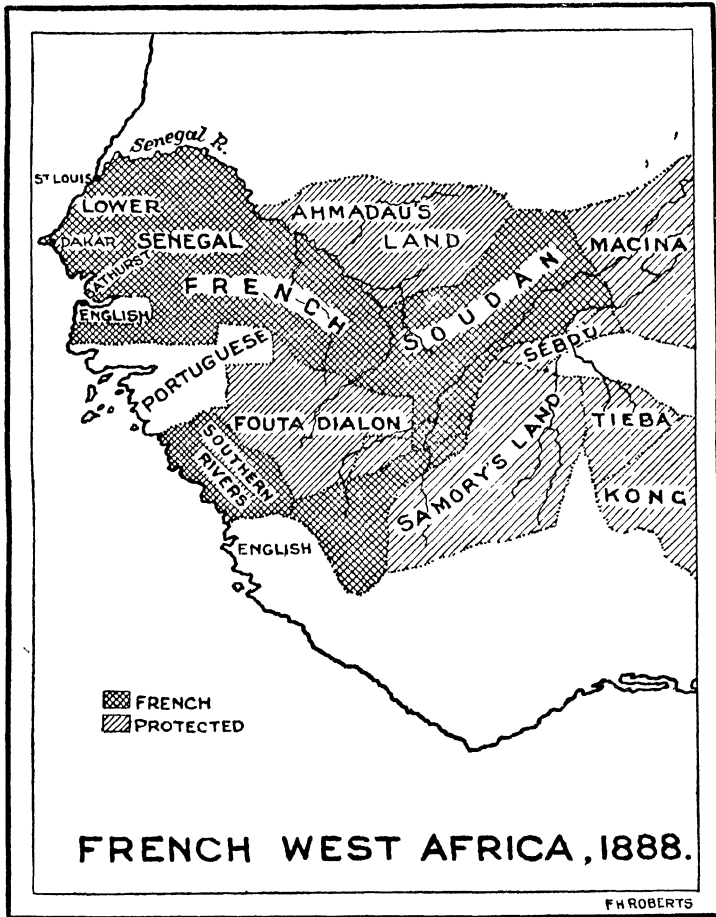 Senegal R.
ST LOUIS
LOWER
AHMADAU'S
LAND
DAKAR
SENEGAL
MACINA
BATHURST
FRENCH
SOUDAN
ENGLISH
SÉBDU
PORTUGUESE
FOUTA DIALON
TIEBA
SOUTHERN
RIVERS
SAMORY'S LAND
KONG
ENGLISH
FRENCH
PROTECTED
FRENCH WEST AFRICA, 1888.
F H ROBERTS